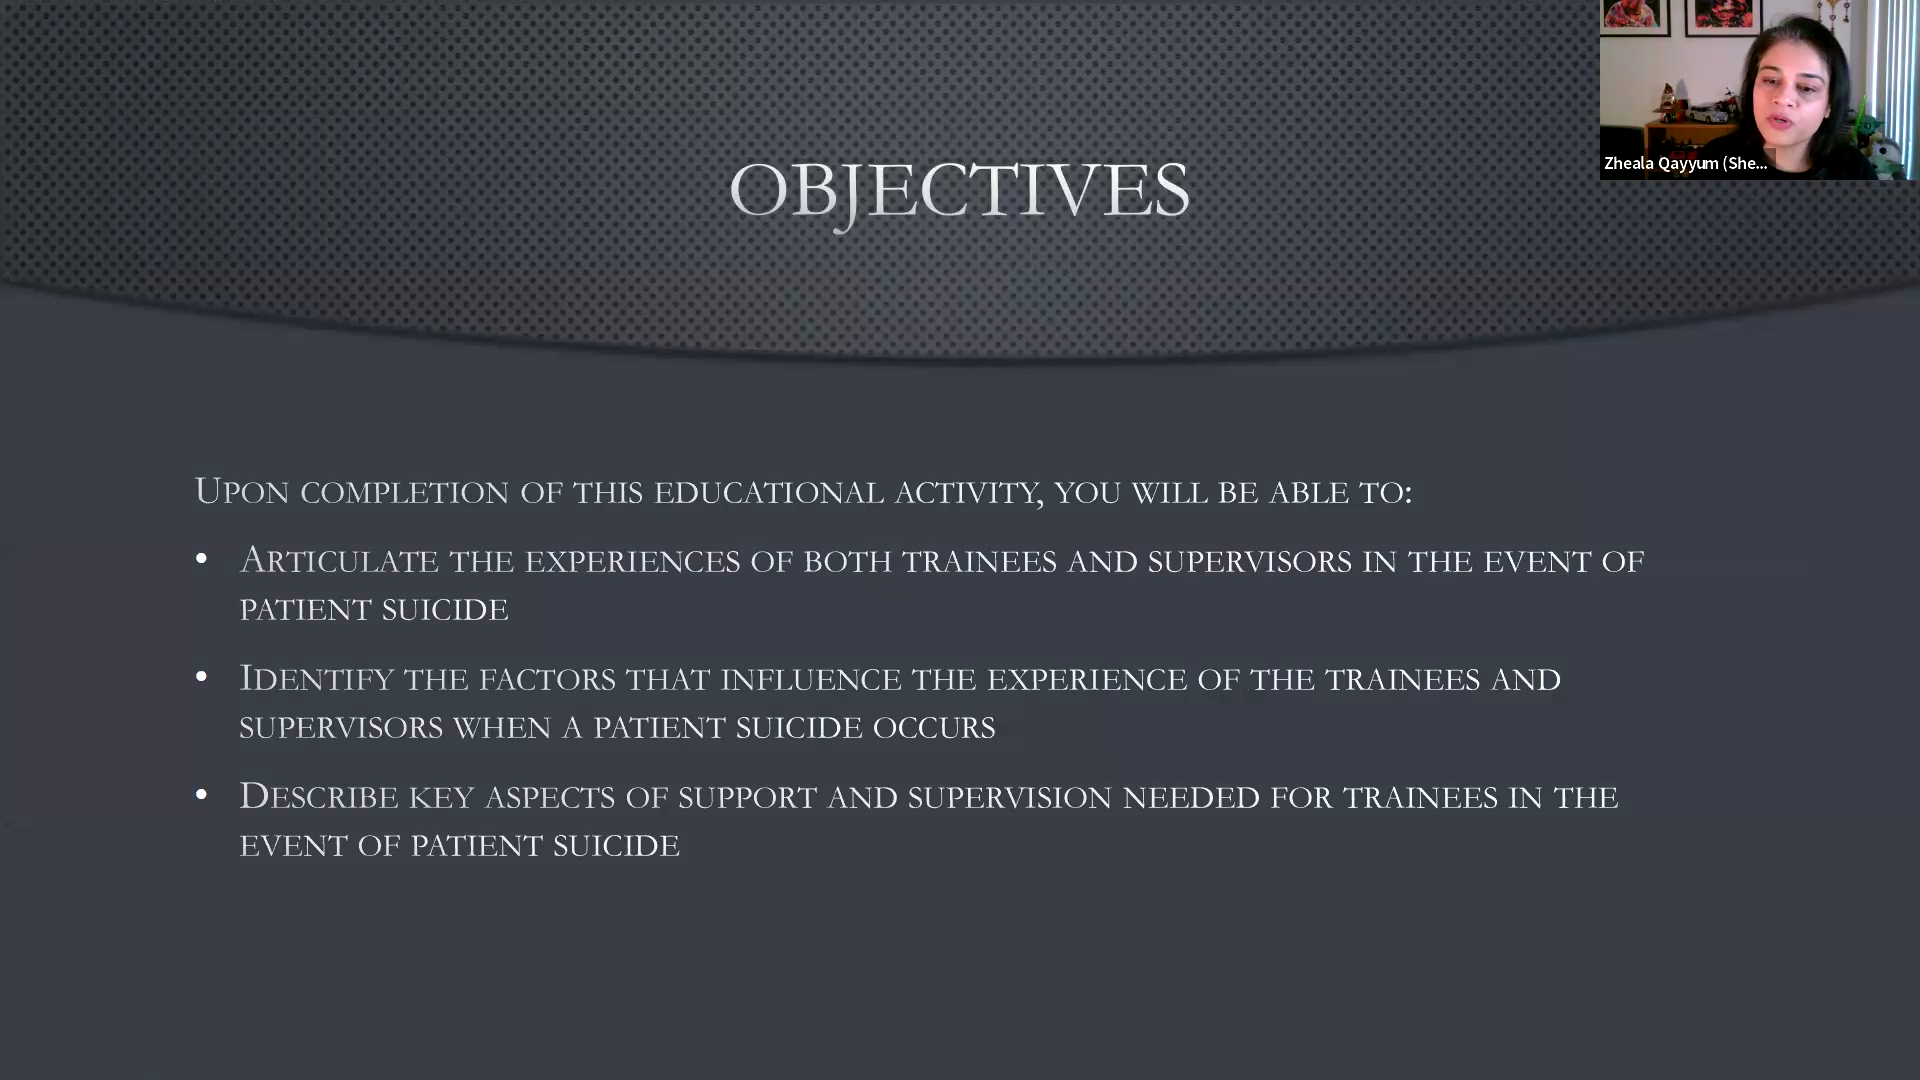 OBJECTIVES
Zheala Qayyum (She...
UPON COMPLETION OF THIS EDUCATIONAL ACTIVITY, YOU WILL BE ABLE TO:
• ARTICULATE THE EXPERIENCES OF BOTH TRAINEES AND SUPERVISORS IN THE EVENT OF
PATIENT SUICIDE
• IDENTIFY THE FACTORS THAT INFLUENCE THE EXPERIENCE OF THE TRAINEES AND
SUPERVISORS WHEN A PATIENT SUICIDE OCCURS
• DESCRIBE KEY ASPECTS OF SUPPORT AND SUPERVISION NEEDED FOR TRAINEES IN THE
EVENT OF PATIENT SUICIDE